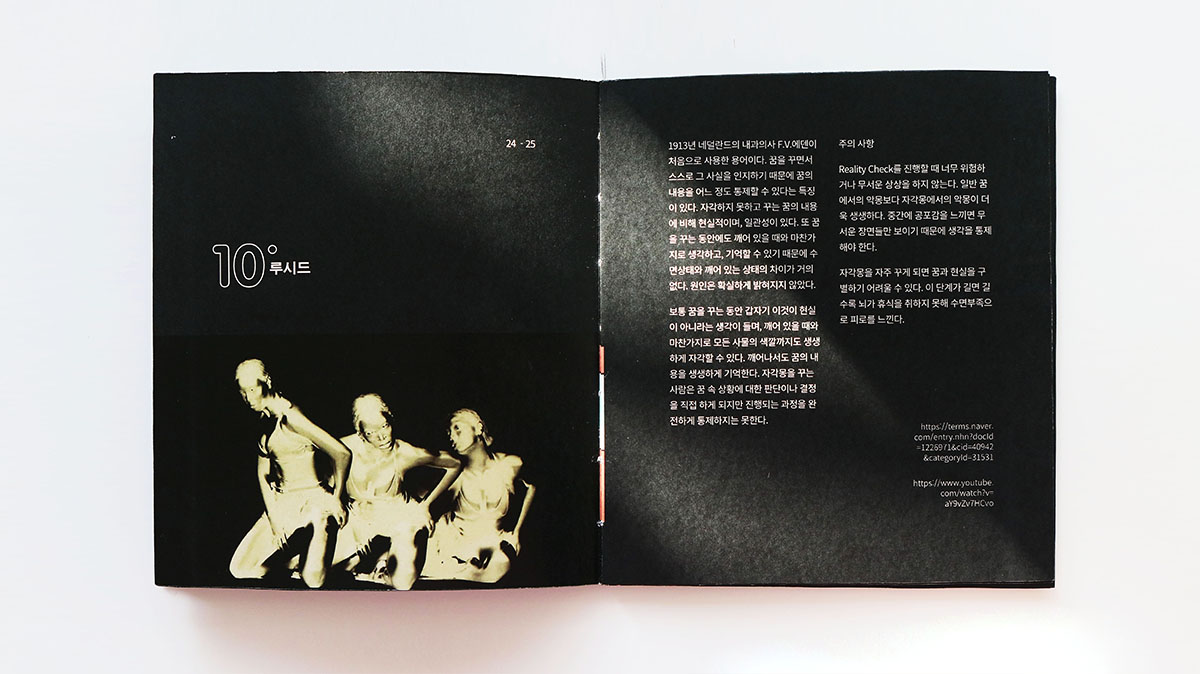 24 - 25
10°
루시드
1913년 네덜란드의 내과의사 F.V.에덴이
처음으로 사용한 용어이다. 꿈을 꾸면서
스스로 그 사실을 인지하기 때문에 꿈의
내용을 어느 정도 통제할 수 있다는 특징
이 있다. 자각하지 못하고 꾸는 꿈의 내용
에 비해 현실적이며, 일관성이 있다. 또 꿈
을 꾸는 동안에도 깨어 있을 때와 마찬가
지로 생각하고, 기억할 수 있기 때문에 수
면상태와 깨어 있는 상태의 차이가 거의
없다. 원인은 확실하게 밝혀지지 않았다.
보통 꿈을 꾸는 동안 갑자기 이것이 현실
이 아니라는 생각이 들며, 깨어 있을 때와
마찬가지로 모든 사물의 색깔까지도 생생
하게 자각할 수 있다. 깨어나서도 꿈의 내
용을 생생하게 기억한다. 자각몽을 꾸는
사람은 꿈 속 상황에 대한 판단이나 결정
을 직접 하게 되지만 진행되는 과정을 완
전하게 통제하지는 못한다.
주의 사항
Reality Check를 진행할 때 너무 위험하
거나 무서운 상상을 하지 않는다. 일반 꿈
에서의 악몽보다 자각몽에서의 악몽이 더
욱 생생하다. 중간에 공포감을 느끼면 무
서운 장면들만 보이기 때문에 생각을 통제
해야 한다.
자각몽을 자주 꾸게 되면 꿈과 현실을 구
별하기 어려울 수 있다. 이 단계가 길면 길
수록 뇌가 휴식을 취하지 못해 수면부족으
로 피로를 느낀다.
https://terms.naver.
com/entry.nhn?docId
=1226971&cid=40942
&categoryId=31531
https://www.youtube.
com/watch?v=
aY9vZv7HCvo